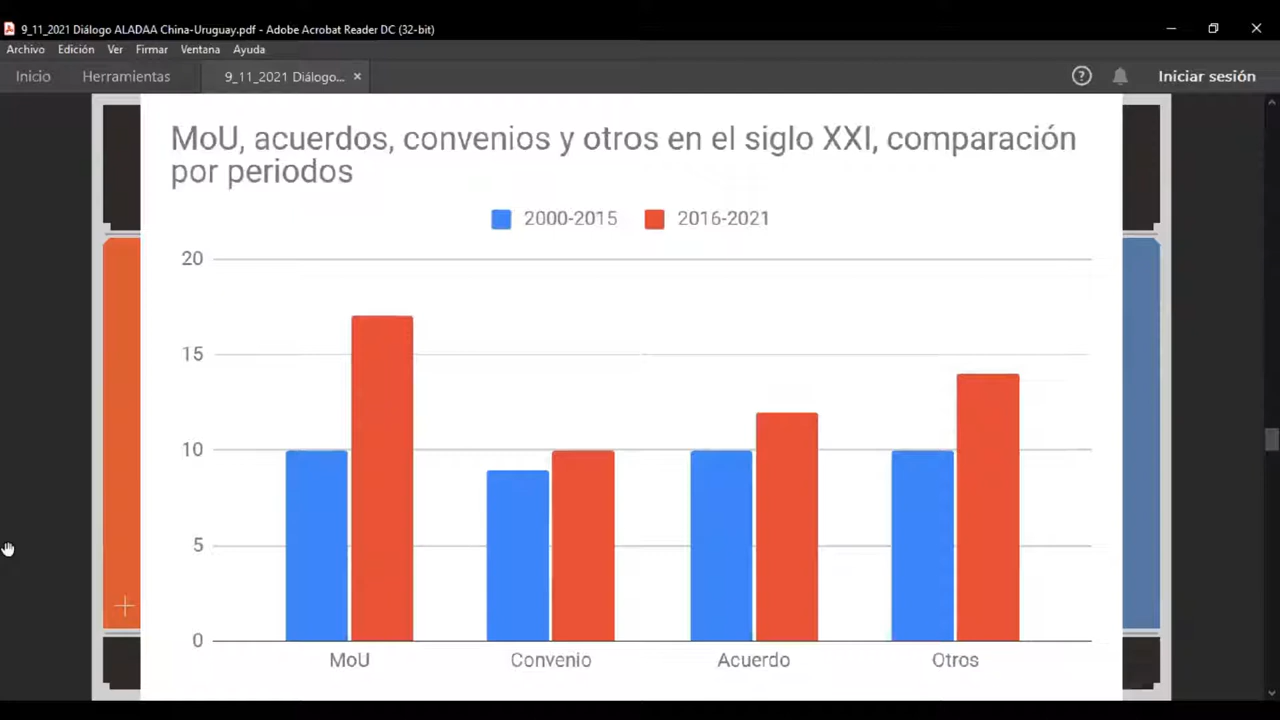 9_11_2021 Diálogo ALADAA China-Uruguay.pdf - Adobe Acrobat Reader DC (32-bit)
Archivo Edición Ver Firmar Ventana Ayuda
Inicio Herramientas 9_11_2021 Diálogo... × Iniciar sesión
MoU, acuerdos, convenios y otros en el siglo XXI, comparación
por periodos
2000-2015 2016-2021
20
15
10
5
0
MoU Convenio Acuerdo Otros